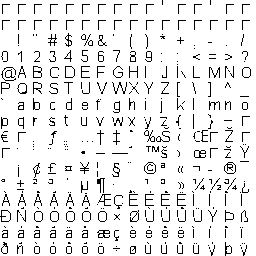 ! " # $ % & ' ( ) * + , - . /
0 1 2 3 4 5 6 7 8 9 : ; < = > ?
@ A B C D E F G H I J K L M N O
P Q R S T U V W X Y Z [ \ ] ^ _
` a b c d e f g h i j k l m n o
p q r s t u v w x y z { | } ~
€ ‚ ƒ „ … † ‡ ˆ ‰ Š ‹ Œ Ž
‘ ’ “ ” • – — ˜ ™ š › œ ž Ÿ
¡ ¢ £ ¤ ¥ ¦ § ¨ © ª « ¬ - ® ¯
° ± ² ³ ´ µ ¶ · ¸ ¹ º » ¼ ½ ¾ ¿
À Á Â Ã Ä Å Æ Ç È É Ê Ë Ì Í Î Ï
Ð Ñ Ò Ó Ô Õ Ö × Ø Ù Ú Û Ü Ý Þ ß
à á â ã ä å æ ç è é ê ë ì í î ï
ð ñ ò ó ô õ ö ÷ ø ù ú û ü ý þ ÿ